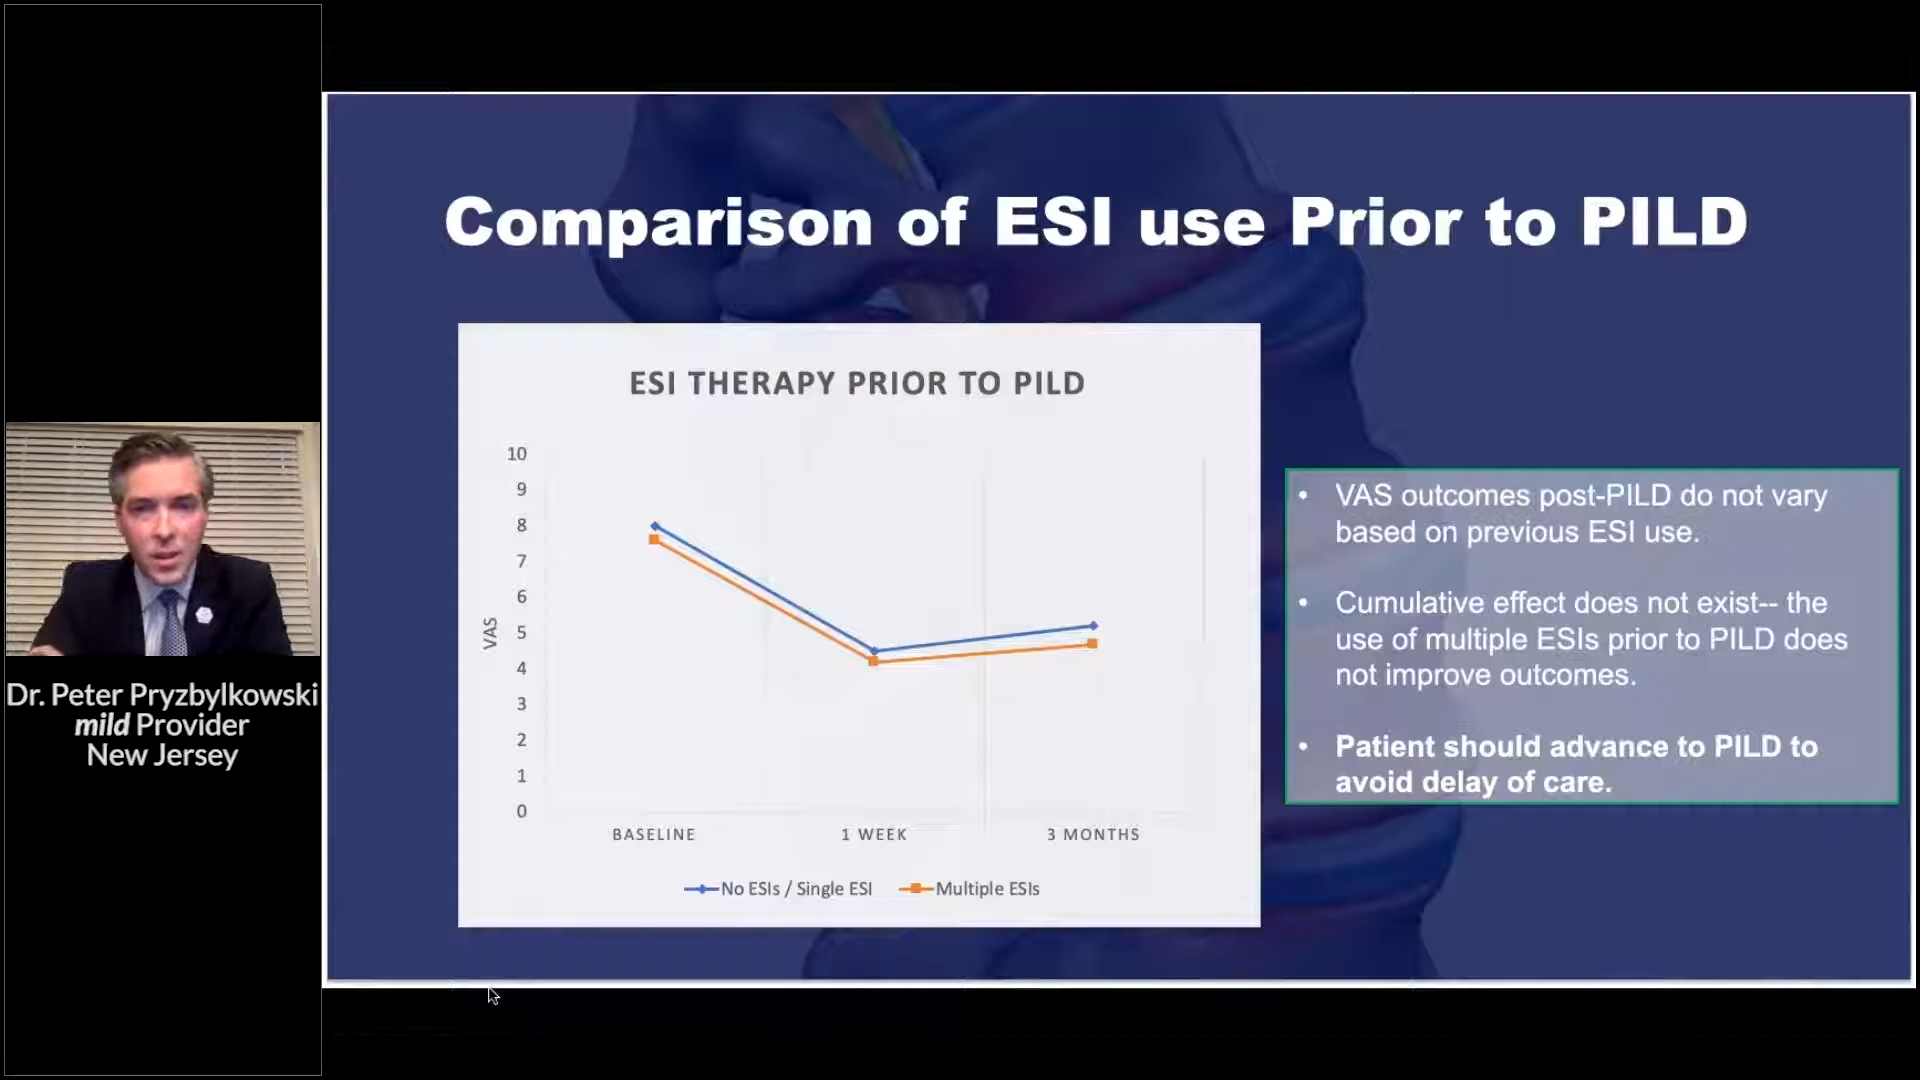 Comparison of ESI use Prior to PILD
ESI THERAPY PRIOR TO PILD
10
9
8
7
6
5
4
3
2
1
0
VAS
BASELINE
1 WEEK
3 MONTHS
No ESIs / Single ESI
Multiple ESIs
• VAS outcomes post-PILD do not vary
based on previous ESI use.
• Cumulative effect does not exist-- the
use of multiple ESIs prior to PILD does
not improve outcomes.
• Patient should advance to PILD to
avoid delay of care.
Dr. Peter Pryzbylkowski
mild Provider
New Jersey